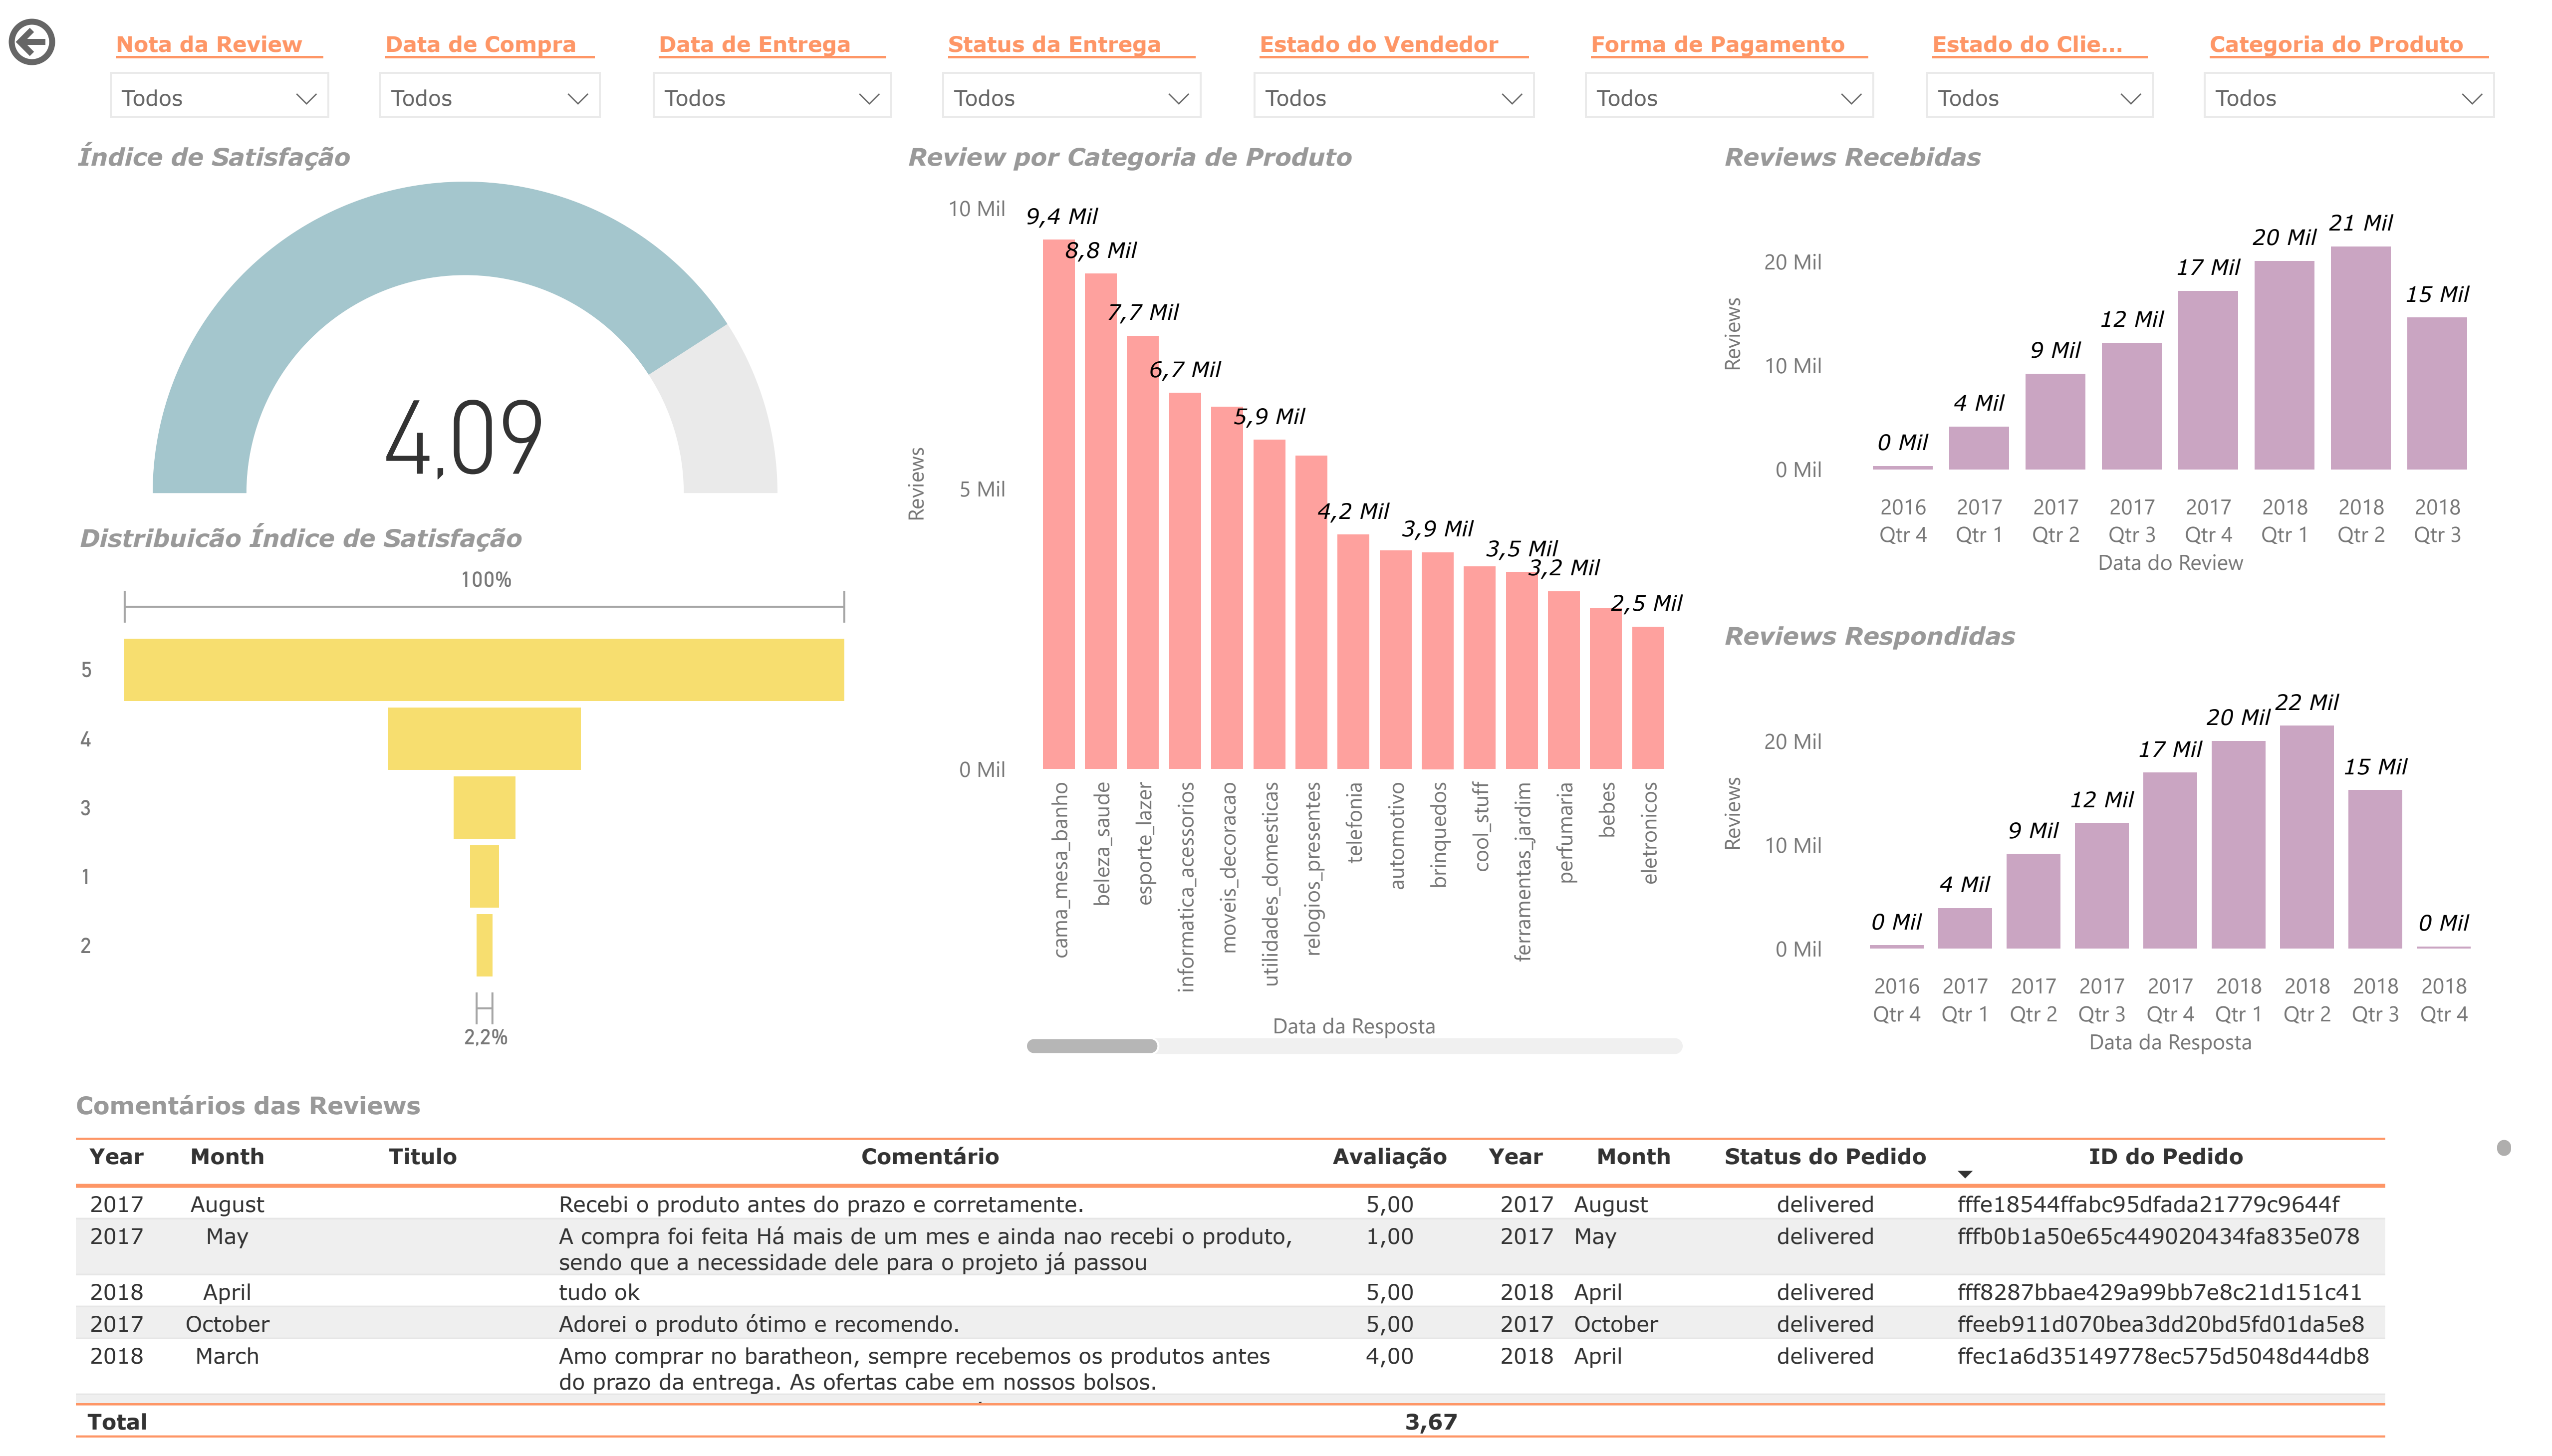 Nota da Review
Data de Compra
Data de Entrega
Status da Entrega
Estado do Vendedor
Forma de Pagamento
Estado do Clie...
Categoria do Produto
Todos
Todos
Todos
Todos
Todos
Todos
Todos
Todos
Índice de Satisfação
4,09
Distribuicão Índice de Satisfação
100%
5
4
3
1
2
2,2%
Review por Categoria de Produto
Reviews
10 Mil
5 Mil
0 Mil
9,4 Mil
8,8 Mil
7,7 Mil
6,7 Mil
5,9 Mil
4,2 Mil
3,9 Mil
3,5 Mil
3,2 Mil
2,5 Mil
cama_mesa_banho
beleza_saude
esporte_lazer
informatica_acessorios
moveis_decoracao
utilidades_domesticas
relogios_presentes
telefonia
automotivo
brinquedos
cool_stuff
ferramentas_jardim
perfumaria
bebes
eletronicos
Data da Resposta
Reviews Recebidas
Reviews
20 Mil
10 Mil
0 Mil
0 Mil
4 Mil
9 Mil
12 Mil
17 Mil
20 Mil
21 Mil
15 Mil
2016 2017 2017 2017 2017 2018 2018 2018
Qtr 4 Qtr 1 Qtr 2 Qtr 3 Qtr 4 Qtr 1 Qtr 2 Qtr 3
Data do Review
Reviews Respondidas
Reviews
20 Mil
10 Mil
0 Mil
0 Mil
4 Mil
9 Mil
12 Mil
17 Mil
20 Mil
22 Mil
15 Mil
0 Mil
2016 2017 2017 2017 2017 2018 2018 2018 2018
Qtr 4 Qtr 1 Qtr 2 Qtr 3 Qtr 4 Qtr 1 Qtr 2 Qtr 3 Qtr 4
Data da Resposta
Comentários das Reviews
Year Month Titulo Comentário Avaliação Year Month Status do Pedido ID do Pedido
2017 August Recebi o produto antes do prazo e corretamente. 5,00 2017 August delivered fffe18544ffabc95dfada21779c9644f
2017 May A compra foi feita Há mais de um mes e ainda nao recebi o produto, 1,00 2017 May delivered fffb0b1a50e65c449020434fa835e078
sendo que a necessidade dele para o projeto já passou
2018 April tudo ok 5,00 2018 April delivered fff8287bbae429a99bb7e8c21d151c41
2017 October Adorei o produto ótimo e recomendo. 5,00 2017 October delivered ffeeb911d070bea3dd20bd5fd01da5e8
2018 March Amo comprar no baratheon, sempre recebemos os produtos antes 4,00 2018 April delivered ffec1a6d35149778ec575d5048d44db8
do prazo da entrega. As ofertas cabe em nossos bolsos.
Total 3,67